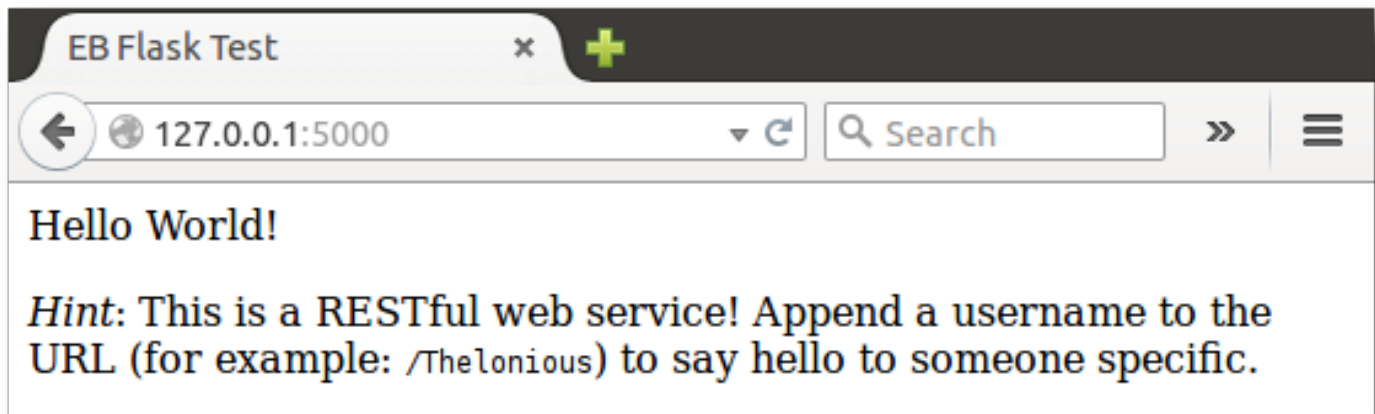 EB Flask Test
127.0.0.1:5000
Search
Hello World!
Hint: This is a RESTful web service! Append a username to the
URL (for example: /Thelonious) to say hello to someone specific.